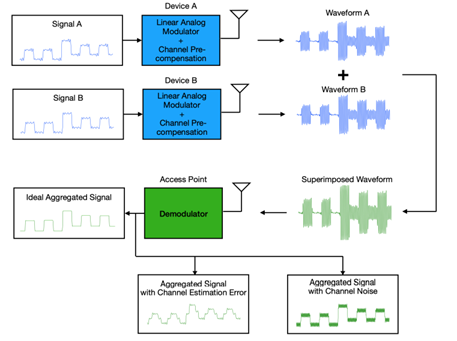 Device A
Signal A
Waveform A
Linear Analog
Modulator
+
Channel Pre-
compensation
+
Device B
Signal B
Waveform B
Linear Analog
Modulator
+
Channel Pre-
compensation
Access Point
Superimposed Waveform
Ideal Aggregated Signal
Demodulator
Aggregated Signal
with Channel Estimation Error
Aggregated Signal
with Channel Noise